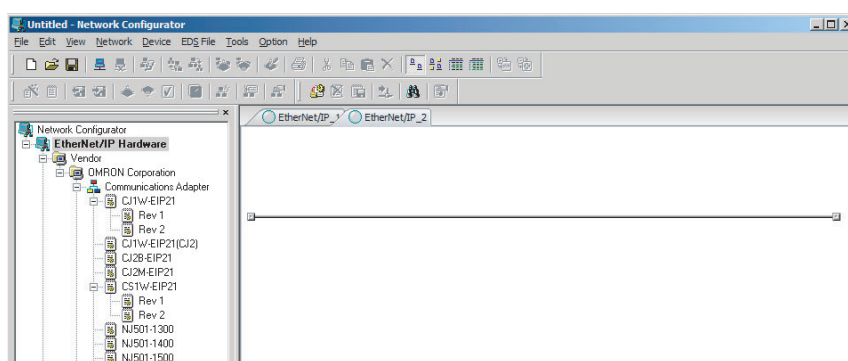 Untitled - Network Configurator
File Edit View Network Device EDS File Tools Option Help
EtherNet/IP_1 EtherNet/IP_2
Network Configurator
EtherNet/IP Hardware
Vendor
OMRON Corporation
Communications Adapter
CJ1W-EIP21
Rev 1
Rev 2
CJ1W-EIP21(CJ2)
CJ2B-EIP21
CJ2M-EIP21
CS1W-EIP21
Rev 1
Rev 2
NJ501-1300
NJ501-1400
NJ501-1500